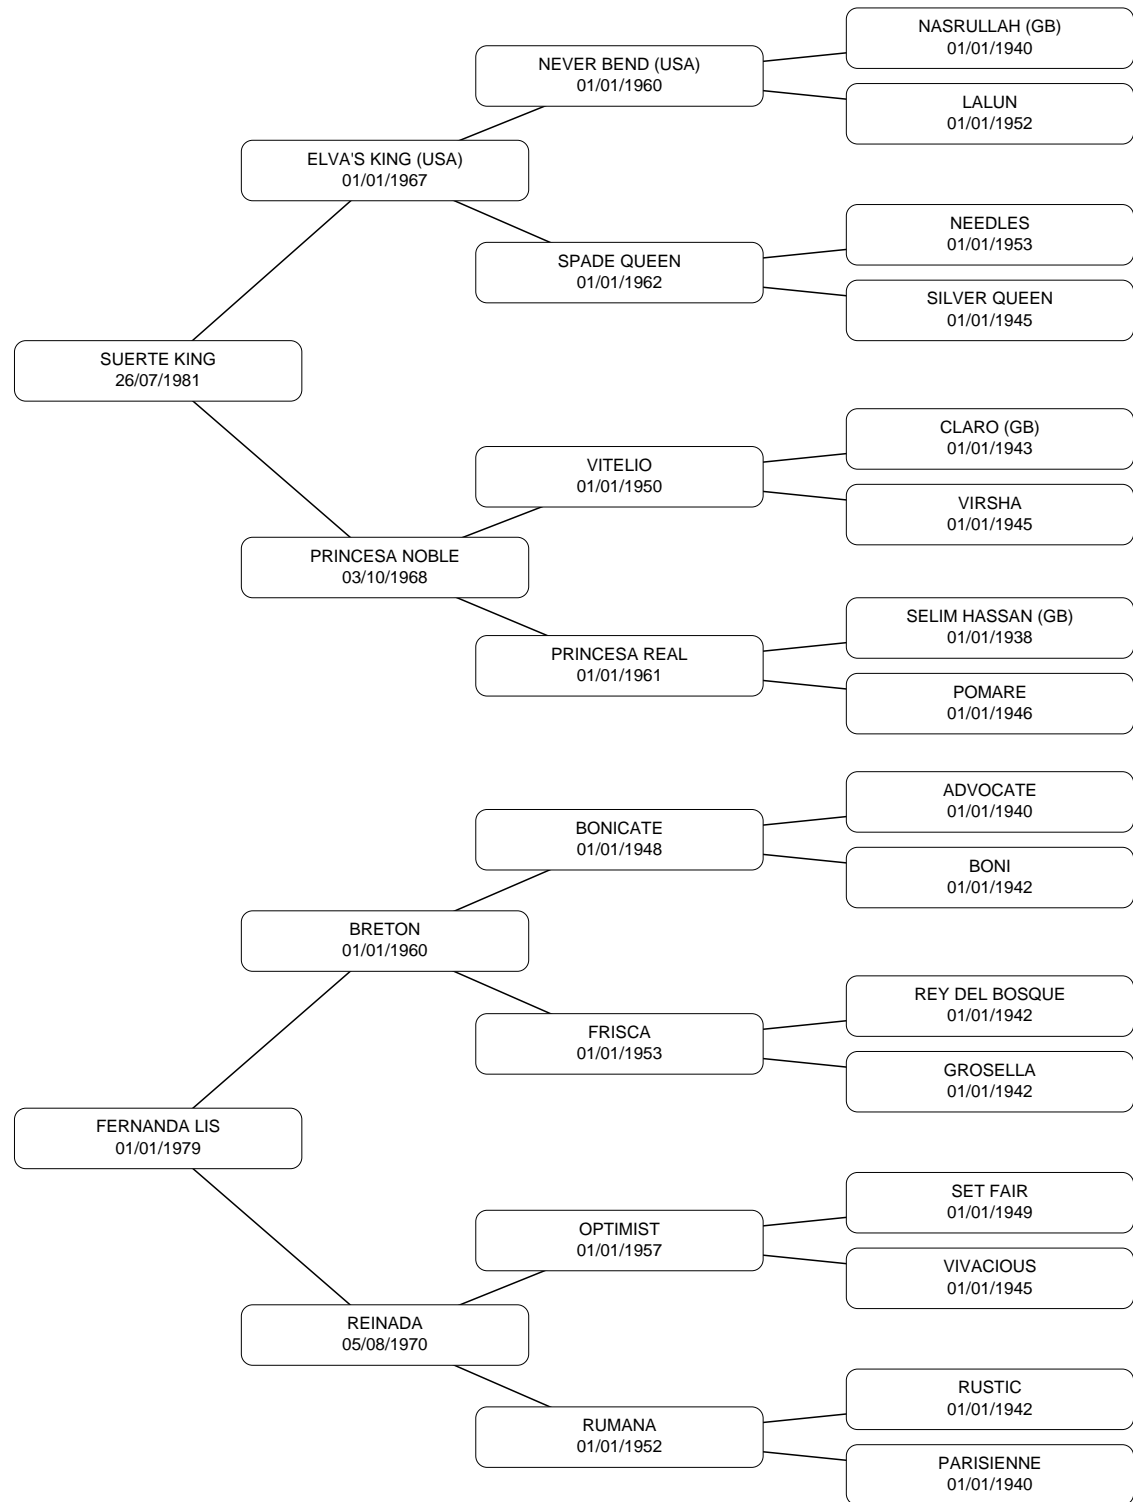 NASRULLAH (GB)
01/01/1940
NEVER BEND (USA)
01/01/1960
LALUN
01/01/1952
ELVA'S KING (USA)
01/01/1967
NEEDLES
01/01/1953
SPADE QUEEN
01/01/1962
SILVER QUEEN
01/01/1945
SUERTE KING
26/07/1981
CLARO (GB)
01/01/1943
VITELIO
01/01/1950
VIRSHA
01/01/1945
PRINCESA NOBLE
03/10/1968
SELIM HASSAN (GB)
01/01/1938
PRINCESA REAL
01/01/1961
POMARE
01/01/1946
ADVOCATE
01/01/1940
BONICATE
01/01/1948
BONI
01/01/1942
BRETON
01/01/1960
REY DEL BOSQUE
01/01/1942
FRISCA
01/01/1953
GROSELLA
01/01/1942
FERNANDA LIS
01/01/1979
SET FAIR
01/01/1949
OPTIMIST
01/01/1957
VIVACIOUS
01/01/1945
REINADA
05/08/1970
RUSTIC
01/01/1942
RUMANA
01/01/1952
PARISIENNE
01/01/1940